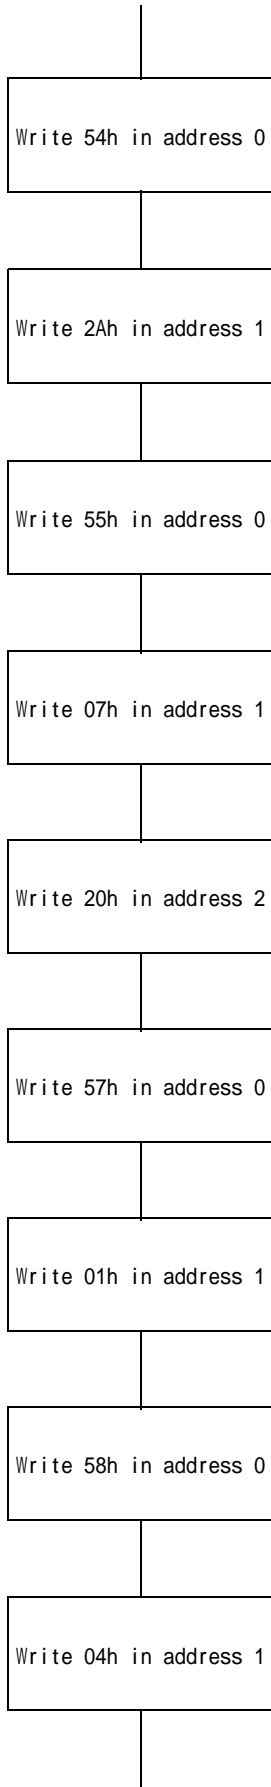 Write 54h in address 0
Write 2Ah in address 1
Write 55h in address 0
Write 07h in address 1
Write 20h in address 2
Write 57h in address 0
Write 01h in address 1
Write 58h in address 0
Write 04h in address 1